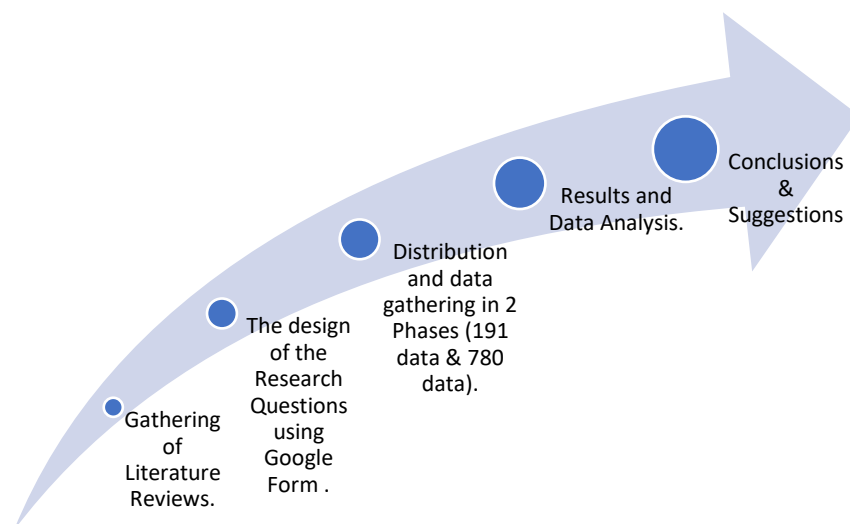 Gathering
of
Literature
Reviews.
The design
of the
Research
Questions
using
Google
Form .
Distribution
and data
gathering in 2
Phases (191
data & 780
data).
Results and
Data Analysis.
Conclusions
&
Suggestions